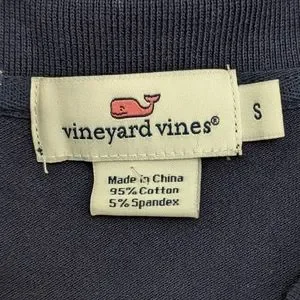 vineyard vines®
S
Made in China
95% Cotton
5% Spandex